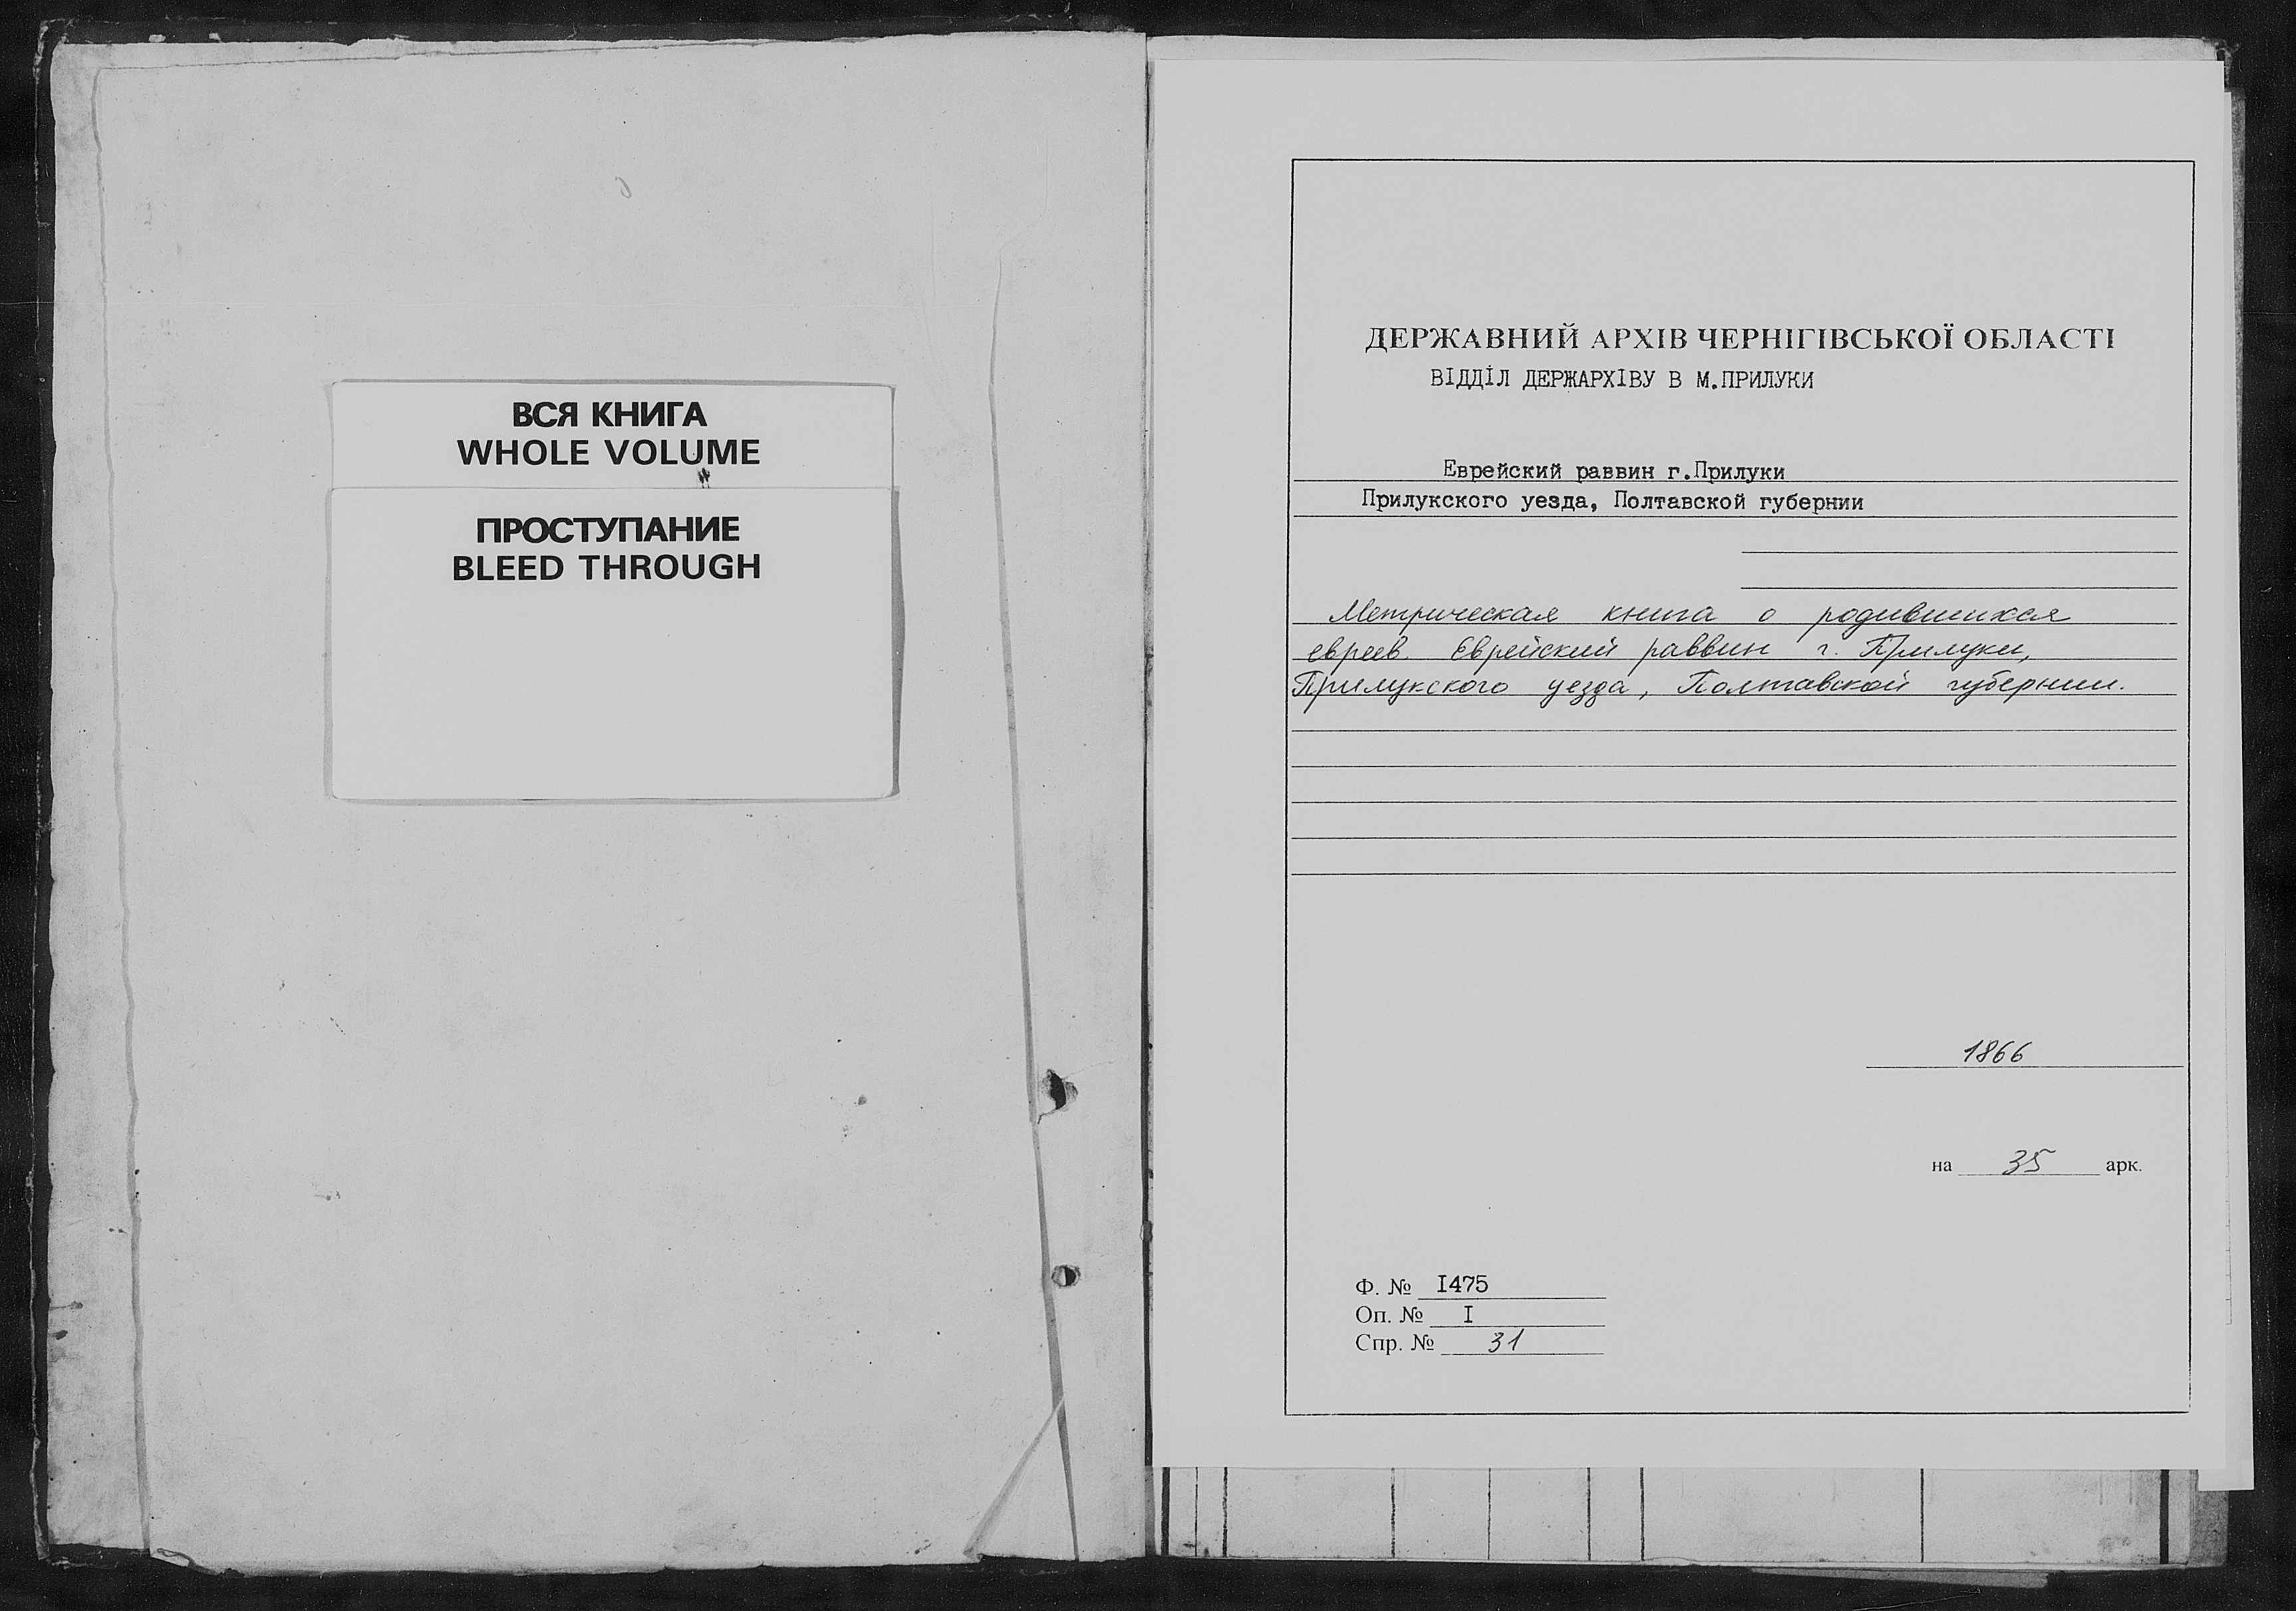 ВСЯ КНИГА
WHOLE VOLUME
ПРОСТУПАНИЕ
BLEED THROUGH
ДЕРЖАВНИЙ АРХІВ ЧЕРНІГІВСЬКОЇ ОБЛАСТІ
ВІДДІЛ ДЕРЖАРХІВУ В М.ПРИЛУКИ
Еврейский раввин г.Прилуки
Прилукского уезда, Полтавской губернии
Метрическая книга о родившихся
евреев. Еврейский раввин г. Прилуки,
Прилукского уезда, Полтавской губернии.
1866
на 35 арк.
Ф. № I475
Оп. № I
Спр. № 31